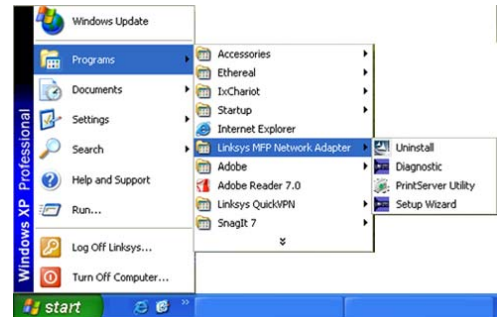 Windows Update
Programs
Documents
Settings
Search
Help and Support
Run...
Log Off Linksys...
Turn Off Computer...
Windows XP Professional
Accessories
Ethereal
IxChariot
Startup
Internet Explorer
Linksys MFP Network Adapter
Adobe
Adobe Reader 7.0
Linksys QuickVPN
SnagIt 7
Uninstall
Diagnostic
PrintServer Utility
Setup Wizard
start